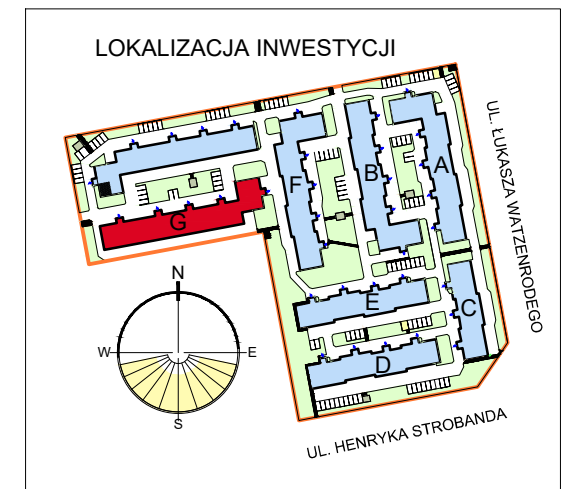 LOKALIZACJA INWESTYCJI
UL. ŁUKASZA WATZENRODEGO
A
B
F
G
E
C
D
N
W
E
S
UL. HENRYKA STROBANDA